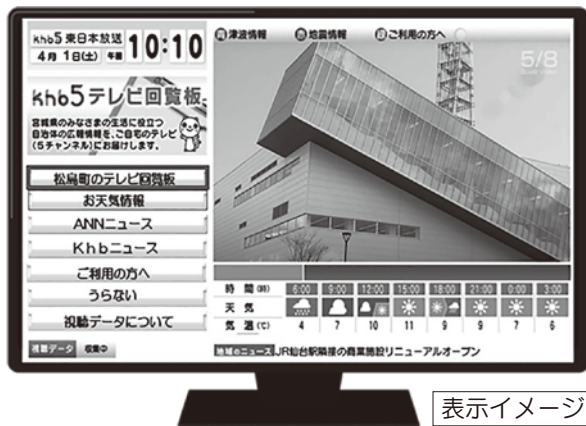 khb5 東日本放送
4月 1日(土) 午前 10:10
青 津波情報 赤 地震情報 緑 ご利用の方へ
5/8
khb5テレビ回覧板
宮城県のみなさまの生活に役立つ
自治体の広報情報を、ご自宅のテレビ
(5チャンネル)にお届けします。
松島町のテレビ回覧板
お天気情報
ANNニュース
Khbニュース
ご利用の方へ
うらない
視聴データについて
時 間(時) 6:00 9:00 12:00 15:00 18:00 21:00 0:00 3:00
天 気
気 温(℃) 4 7 10 11 9 9 7 6
視聴データ 収集中
地域のニュース JR仙台駅隣接の商業施設リニューアルオープン
表示イメージ